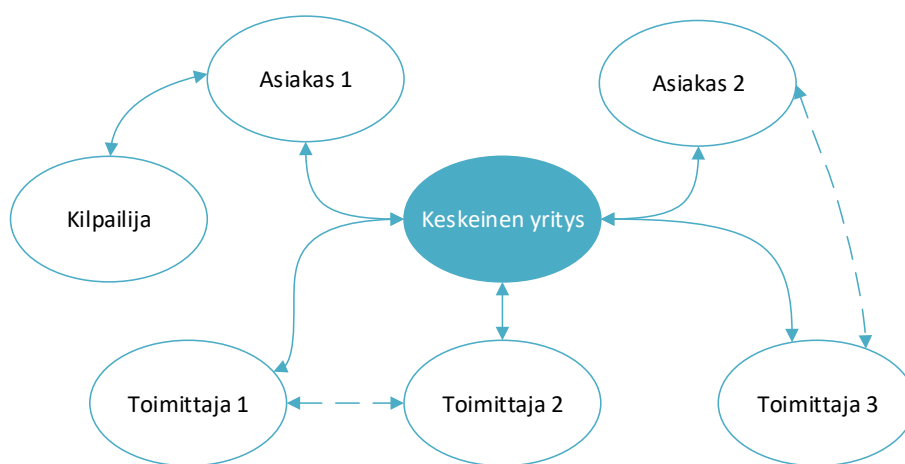 Asiakas 1
Asiakas 2
Kilpailija
Keskeinen yritys
Toimittaja 1
Toimittaja 2
Toimittaja 3